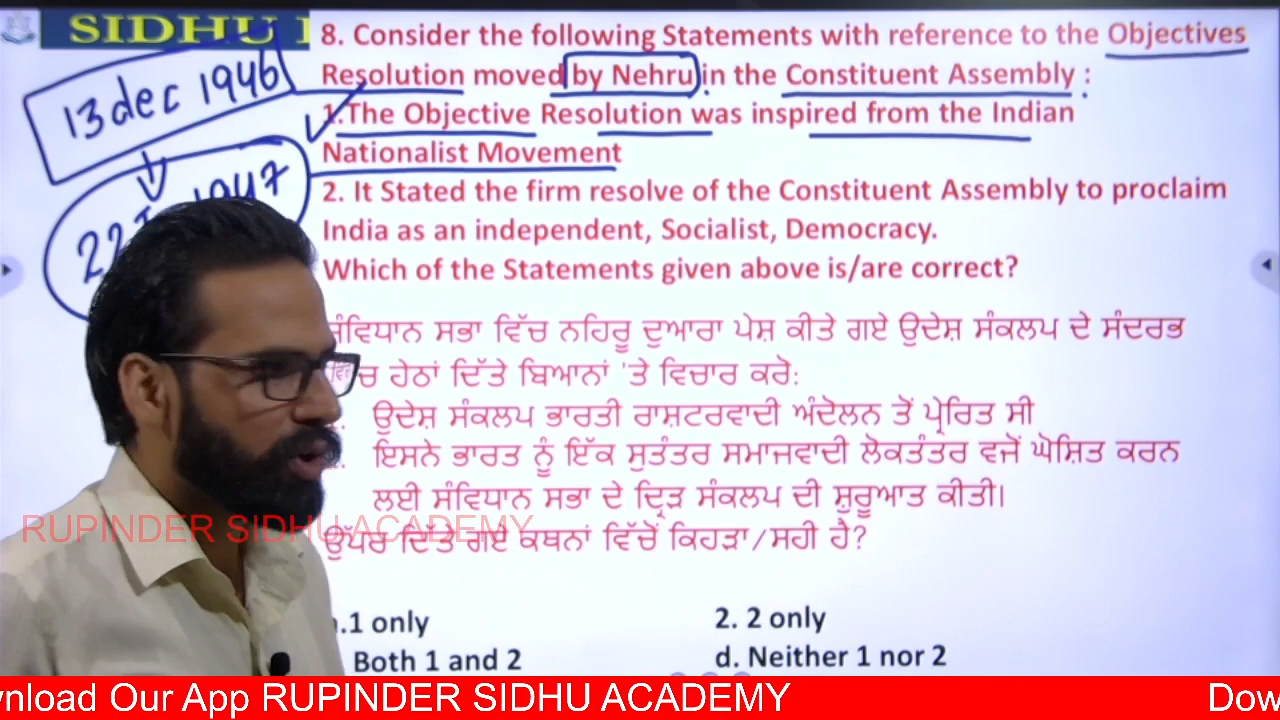 SIDHU
8. Consider the following Statements with reference to the Objectives
Resolution moved by Nehru in the Constituent Assembly :
1.The Objective Resolution was inspired from the Indian
Nationalist Movement
2. It Stated the firm resolve of the Constituent Assembly to proclaim
India as an independent, Socialist, Democracy.
Which of the Statements given above is/are correct?
13 dec 1946
22 1947
ਸੰਵਿਧਾਨ ਸਭਾ ਵਿੱਚ ਨਹਿਰੂ ਦੁਆਰਾ ਪੇਸ਼ ਕੀਤੇ ਗਏ ਉਦੇਸ਼ ਸੰਕਲਪ ਦੇ ਸੰਦਰਭ
ਵਿੱਚ ਹੇਠਾਂ ਦਿੱਤੇ ਬਿਆਨਾਂ 'ਤੇ ਵਿਚਾਰ ਕਰੋ:
ਉਦੇਸ਼ ਸੰਕਲਪ ਭਾਰਤੀ ਰਾਸ਼ਟਰਵਾਦੀ ਅੰਦੋਲਨ ਤੋਂ ਪ੍ਰੇਰਿਤ ਸੀ
ਇਸਨੇ ਭਾਰਤ ਨੂੰ ਇੱਕ ਸੁਤੰਤਰ ਸਮਾਜਵਾਦੀ ਲੋਕਤੰਤਰ ਵਜੋਂ ਘੋਸ਼ਿਤ ਕਰਨ
ਲਈ ਸੰਵਿਧਾਨ ਸਭਾ ਦੇ ਦ੍ਰਿੜ ਸੰਕਲਪ ਦੀ ਸ਼ੁਰੂਆਤ ਕੀਤੀ।
ਉੱਪਰ ਦਿੱਤੇ ਗਏ ਕਥਨਾਂ ਵਿੱਚੋਂ ਕਿਹੜਾ/ਸਹੀ ਹੈ?
RUPINDER SIDHU ACADEMY
.1 only
2. 2 only
Both 1 and 2
d. Neither 1 nor 2
wnload Our App RUPINDER SIDHU ACADEMY
Dow